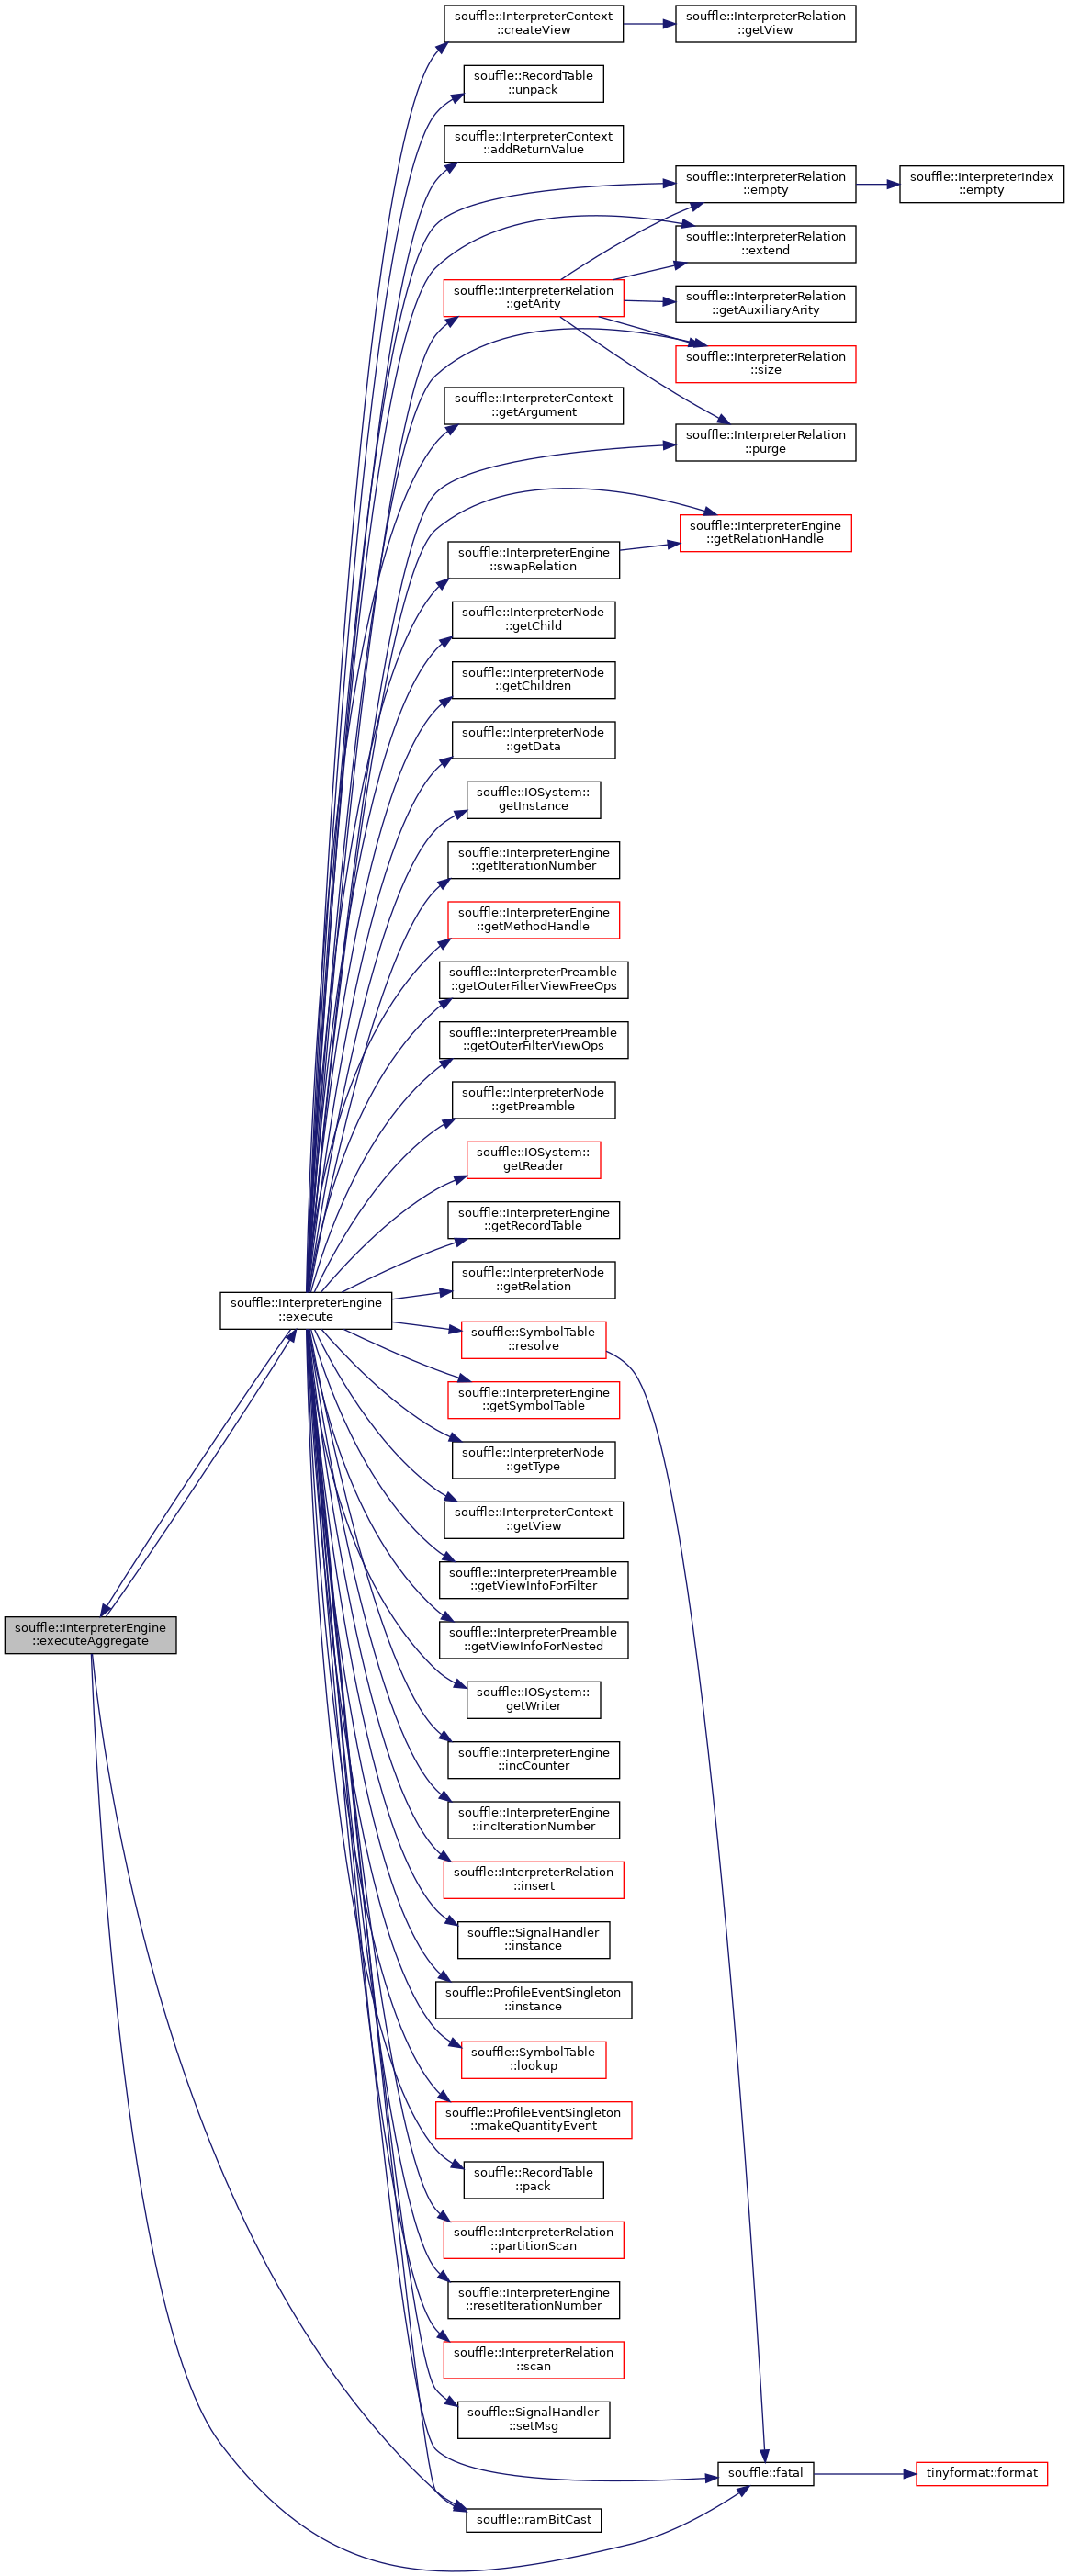 souffle::InterpreterContext
::createView
souffle::InterpreterRelation
::getView
souffle::RecordTable
::unpack
souffle::InterpreterContext
::addReturnValue
souffle::InterpreterRelation
::empty
souffle::InterpreterIndex
::empty
souffle::InterpreterRelation
::extend
souffle::InterpreterRelation
::getArity
souffle::InterpreterRelation
::getAuxiliaryArity
souffle::InterpreterRelation
::size
souffle::InterpreterContext
::getArgument
souffle::InterpreterRelation
::purge
souffle::InterpreterEngine
::getRelationHandle
souffle::InterpreterEngine
::swapRelation
souffle::InterpreterNode
::getChild
souffle::InterpreterNode
::getChildren
souffle::InterpreterNode
::getData
souffle::IOSystem::
getInstance
souffle::InterpreterEngine
::getIterationNumber
souffle::InterpreterEngine
::getMethodHandle
souffle::InterpreterPreamble
::getOuterFilterViewFreeOps
souffle::InterpreterPreamble
::getOuterFilterViewOps
souffle::InterpreterNode
::getPreamble
souffle::IOSystem::
getReader
souffle::InterpreterEngine
::getRecordTable
souffle::InterpreterNode
::getRelation
souffle::InterpreterEngine
::execute
souffle::SymbolTable
::resolve
souffle::InterpreterEngine
::getSymbolTable
souffle::InterpreterNode
::getType
souffle::InterpreterContext
::getView
souffle::InterpreterPreamble
::getViewInfoForFilter
souffle::InterpreterEngine
::executeAggregate
souffle::InterpreterPreamble
::getViewInfoForNested
souffle::IOSystem::
getWriter
souffle::InterpreterEngine
::incCounter
souffle::InterpreterEngine
::incIterationNumber
souffle::InterpreterRelation
::insert
souffle::SignalHandler
::instance
souffle::ProfileEventSingleton
::instance
souffle::SymbolTable
::lookup
souffle::ProfileEventSingleton
::makeQuantityEvent
souffle::RecordTable
::pack
souffle::InterpreterRelation
::partitionScan
souffle::InterpreterEngine
::resetIterationNumber
souffle::InterpreterRelation
::scan
souffle::SignalHandler
::setMsg
souffle::fatal
tinyformat::format
souffle::ramBitCast